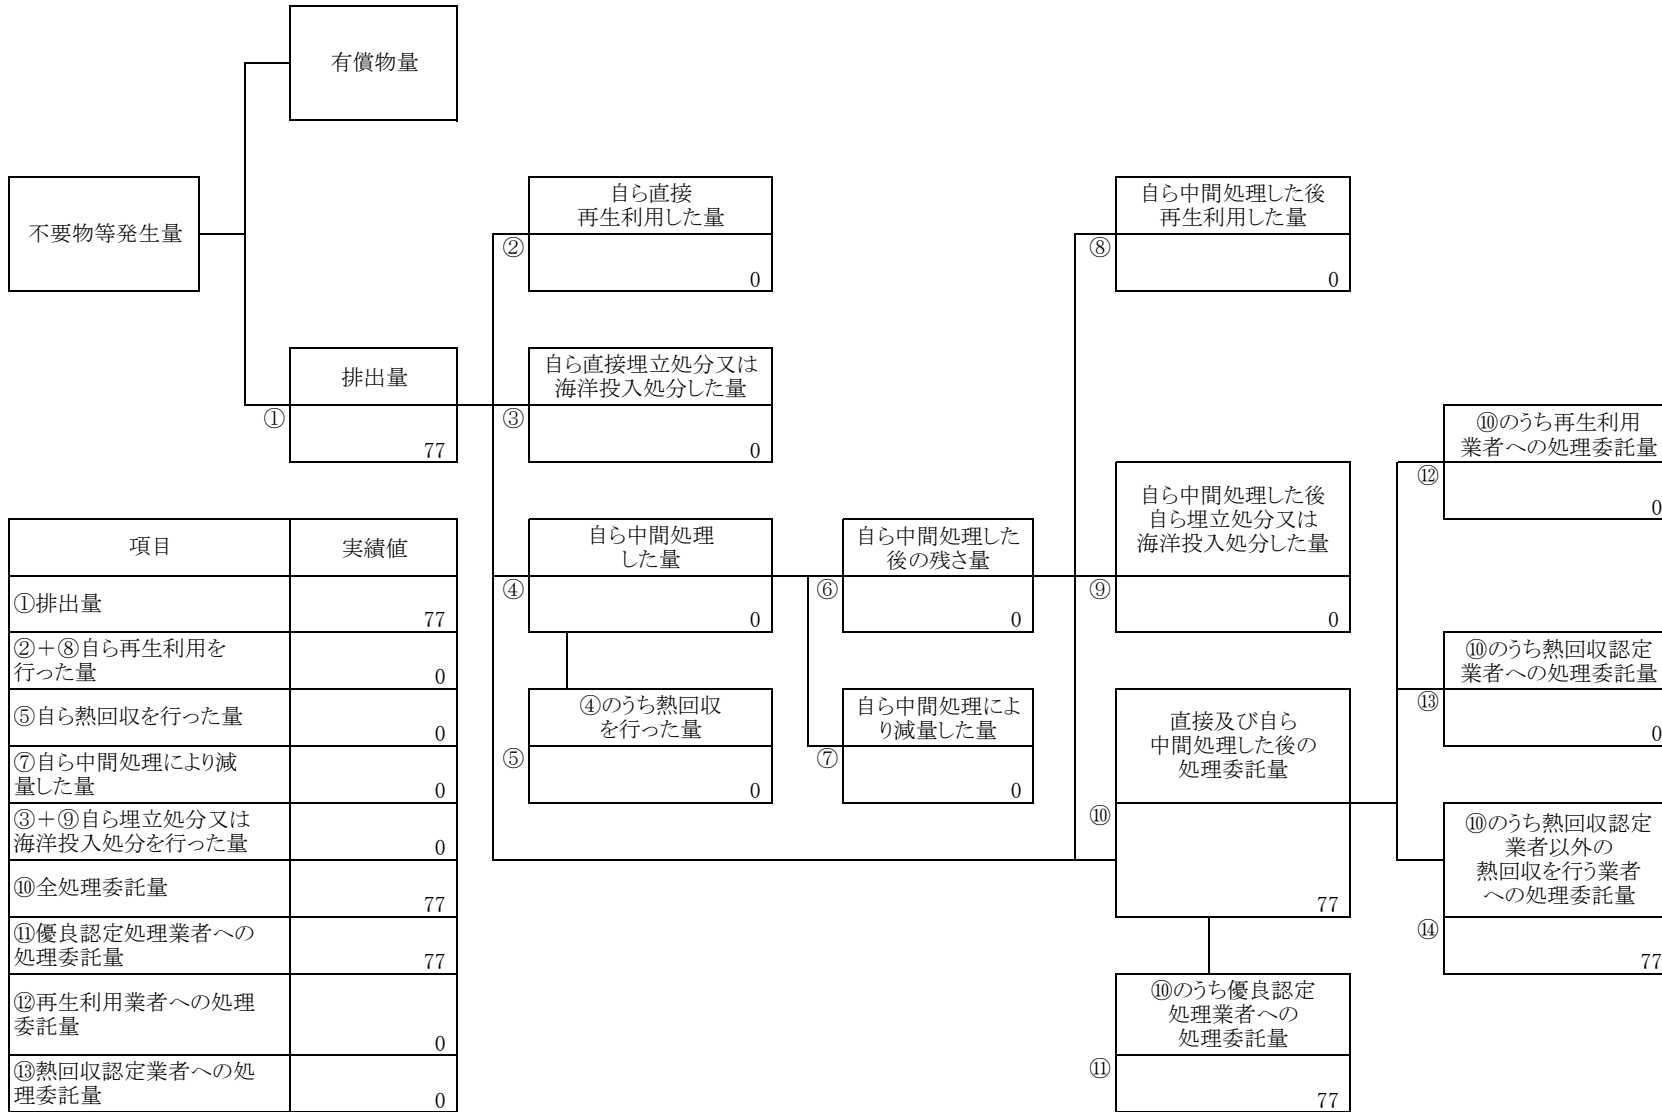 有償物量
不要物等発生量
自ら直接
再生利用した量
②
0
自ら中間処理した後
再生利用した量
⑧
0
排出量
①
77
自ら直接埋立処分又は
海洋投入処分した量
③
0
⑩のうち再生利用
業者への処理委託量
⑫
0
自ら中間処理
した量
④
0
自ら中間処理した
後の残さ量
⑥
0
自ら中間処理した後
自ら埋立処分又は
海洋投入処分した量
⑨
0
⑩のうち熱回収認定
業者への処理委託量
⑬
0
④のうち熱回収
を行った量
⑤
0
自ら中間処理によ
り減量した量
⑦
0
直接及び自ら
中間処理した後の
処理委託量
⑩
77
⑩のうち熱回収認定
業者以外の
熱回収を行う業者
への処理委託量
⑭
77
⑩のうち優良認定
処理業者への
処理委託量
⑪
77
項目 実績値
①排出量 77
②＋⑧自ら再生利用を
行った量 0
⑤自ら熱回収を行った量 0
⑦自ら中間処理により減
量した量 0
③＋⑨自ら埋立処分又は
海洋投入処分を行った量 0
⑩全処理委託量 77
⑪優良認定処理業者への
処理委託量 77
⑫再生利用業者への処理
委託量 0
⑬熱回収認定業者への処
理委託量 0